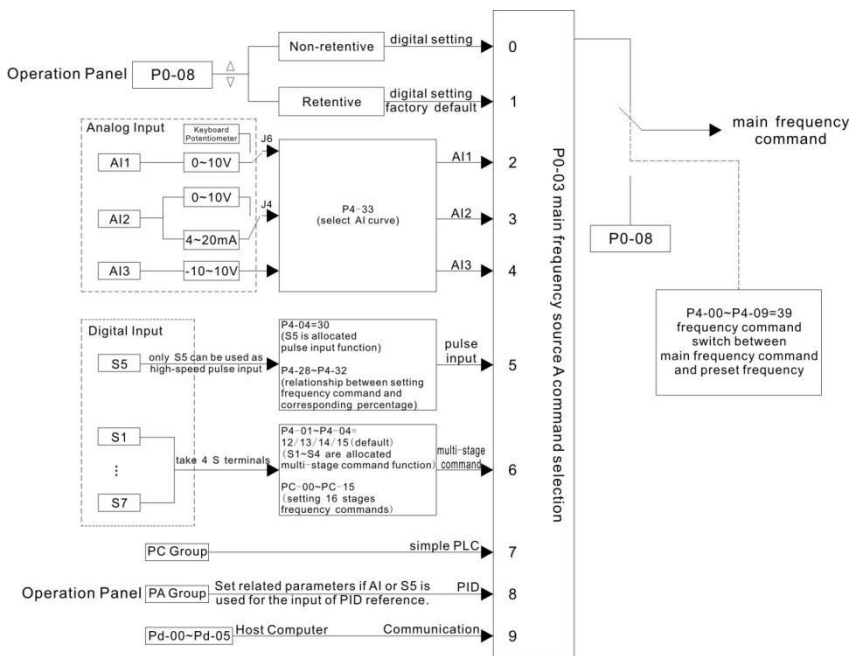 Operation Panel
P0-08
Non-retentive
digital setting
0
Retentive
digital setting
factory default
1
Analog Input
Keyboard
Potentiometer
J6
AI1
0~10V
AI1
2
AI2
0~10V
J4
4~20mA
P4-33
(select AI curve)
AI2
3
AI3
-10~10V
AI3
4
Digital Input
S5
only S5 can be used as
high-speed pulse input
P4-04=30
(S5 is allocated
pulse input function)
P4-28~P4-32
(relationship between setting
frequency command and
corresponding percentage)
pulse
input
5
S1
⋮
S7
take 4 S terminals
P4-01~P4-04=
12/13/14/15(default)
(S1~S4 are allocated
multi-stage command function)
PC-00~PC-15
(setting 16 stages
frequency commands)
multi-stage
command
6
PC Group
simple PLC
7
Operation Panel
PA Group
Set related parameters if AI or S5 is
used for the input of PID reference.
PID
8
Pd-00~Pd-05
Host Computer
Communication
9
P0-03 main frequency source A command selection
main frequency
command
P0-08
P4-00~P4-09=39
frequency command
switch between
main frequency command
and preset frequency